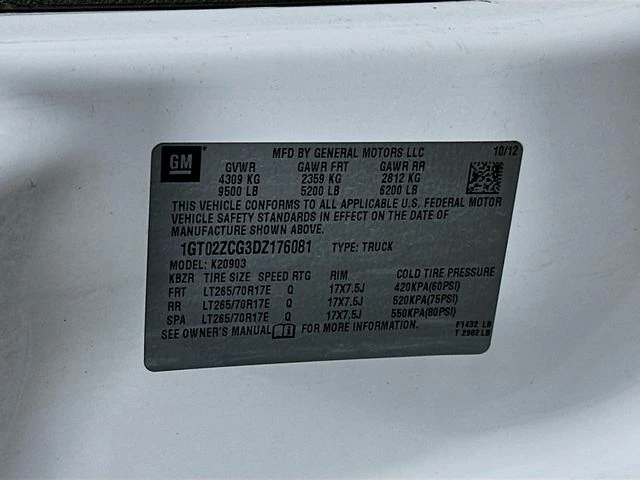 GM
MFD BY GENERAL MOTORS LLC 10/12
GVWR GAWR FRT GAWR RR
4309 KG 2359 KG 2812 KG
9500 LB 5200 LB 6200 LB
THIS VEHICLE CONFORMS TO ALL APPLICABLE U.S. FEDERAL MOTOR
VEHICLE SAFETY STANDARDS IN EFFECT ON THE DATE OF
MANUFACTURE SHOWN ABOVE.
1GT02ZCG3DZ176081 TYPE: TRUCK
MODEL: K20903
KBZR TIRE SIZE SPEED RTG RIM COLD TIRE PRESSURE
FRT LT265/70R17E Q 17X7.5J 420KPA(60PSI)
RR LT265/70R17E Q 17X7.5J 520KPA(75PSI)
SPA LT265/70R17E Q 17X7.5J 550KPA(80PSI)
SEE OWNER'S MANUAL FOR MORE INFORMATION. F1432 LB
T 2902 LB